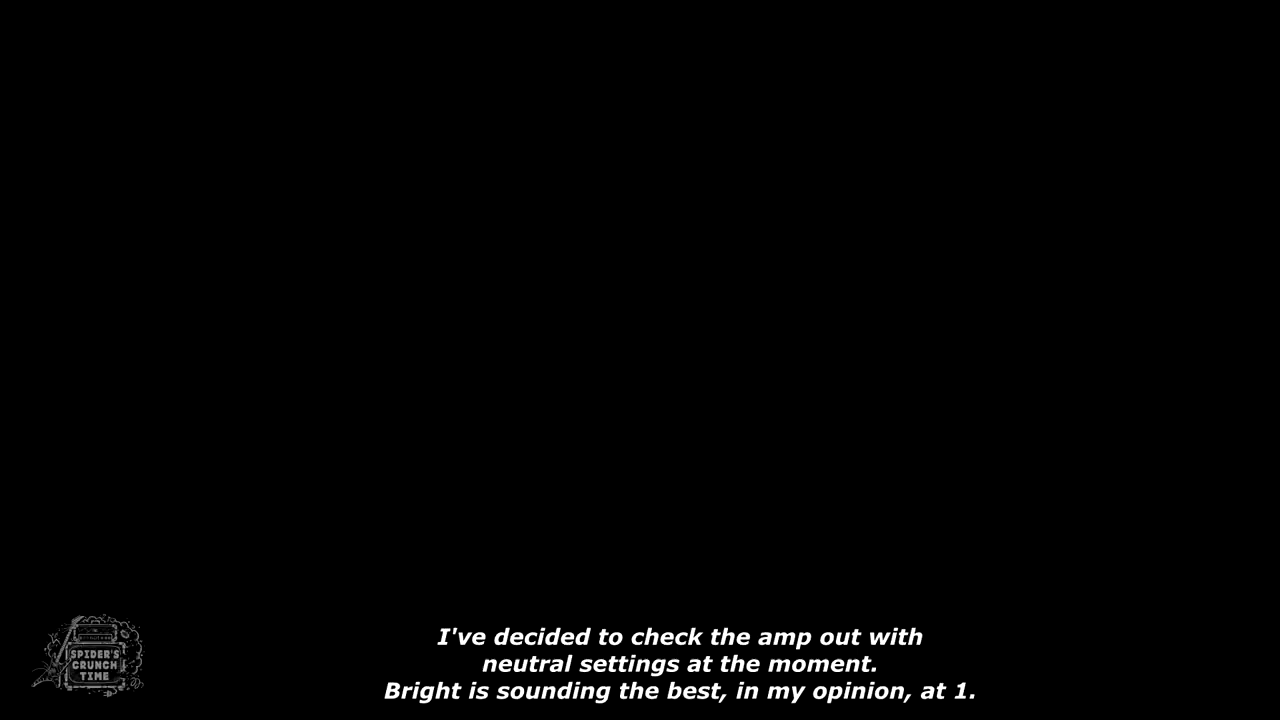 I've decided to check the amp out with
neutral settings at the moment.
Bright is sounding the best, in my opinion, at 1.
SPIDER'S
CRUNCH
TIME